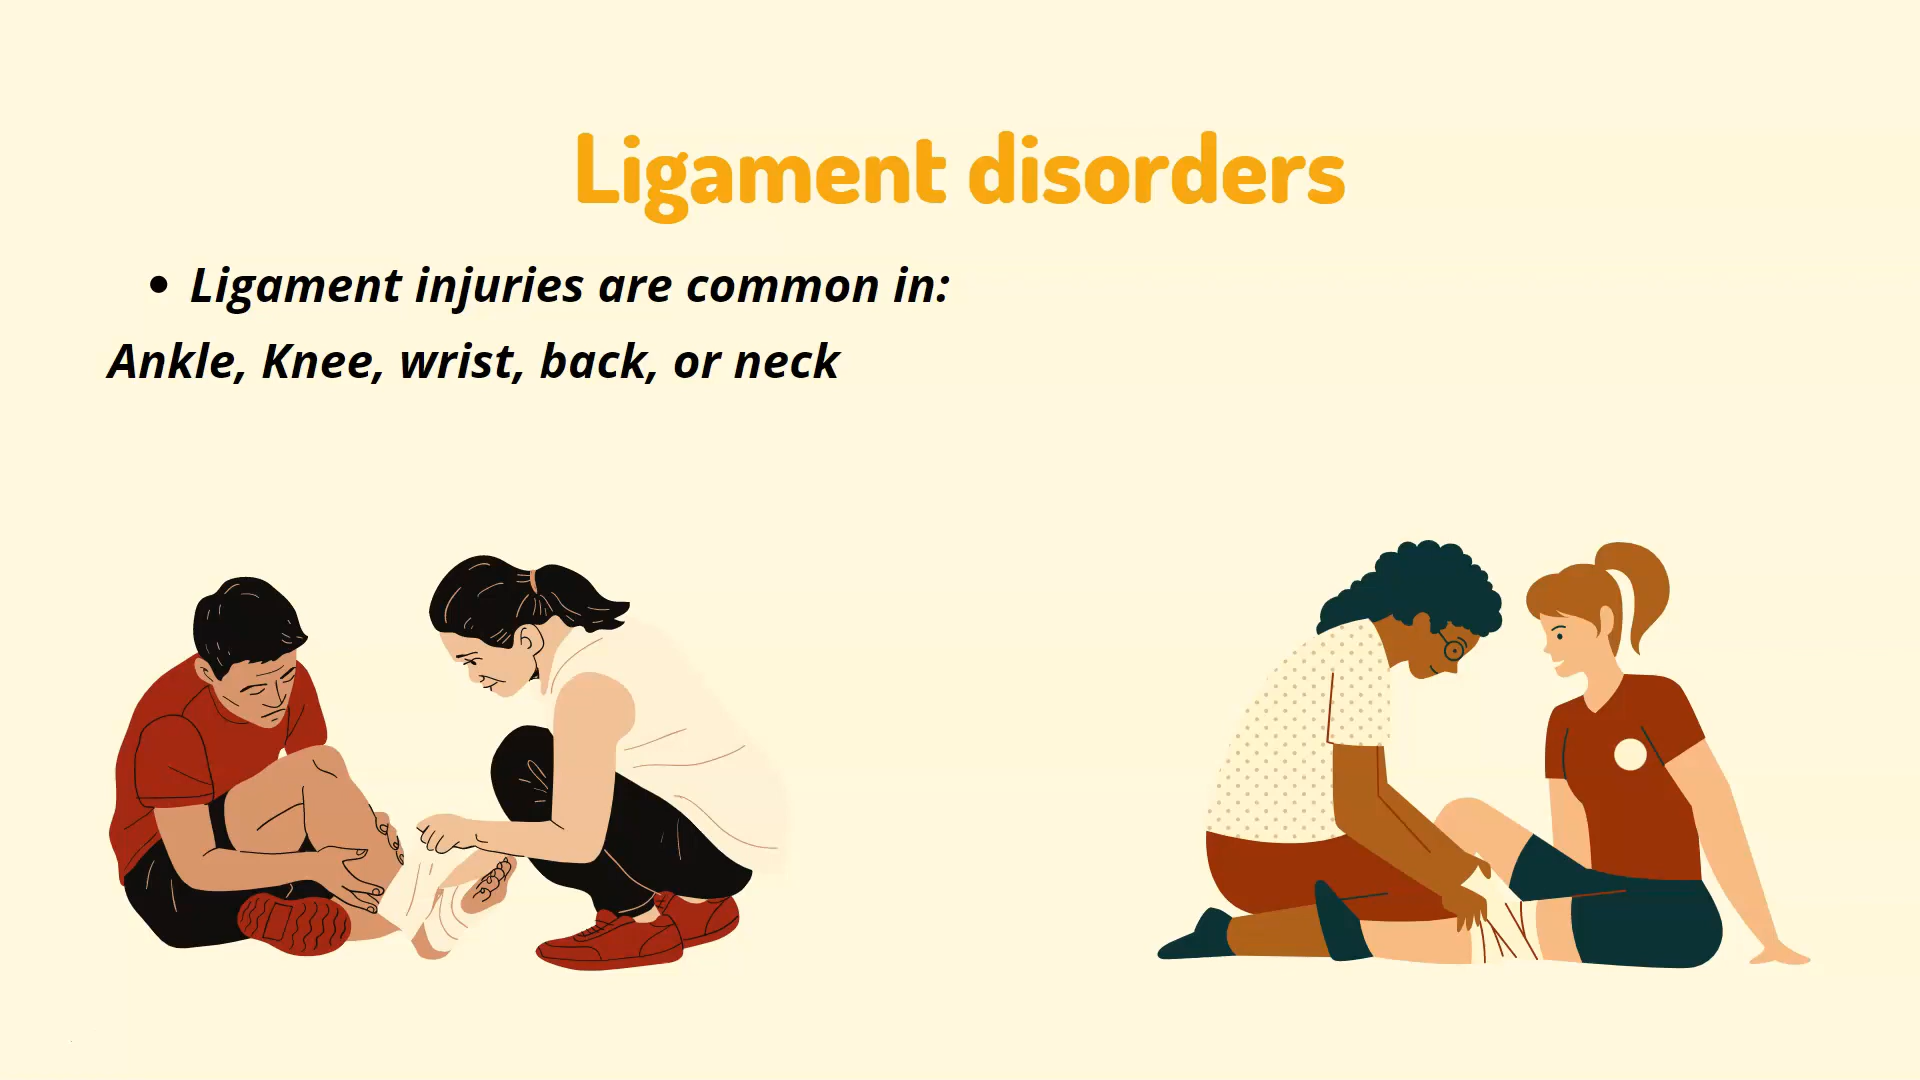 Ligament disorders
• Ligament injuries are common in:
Ankle, Knee, wrist, back, or neck